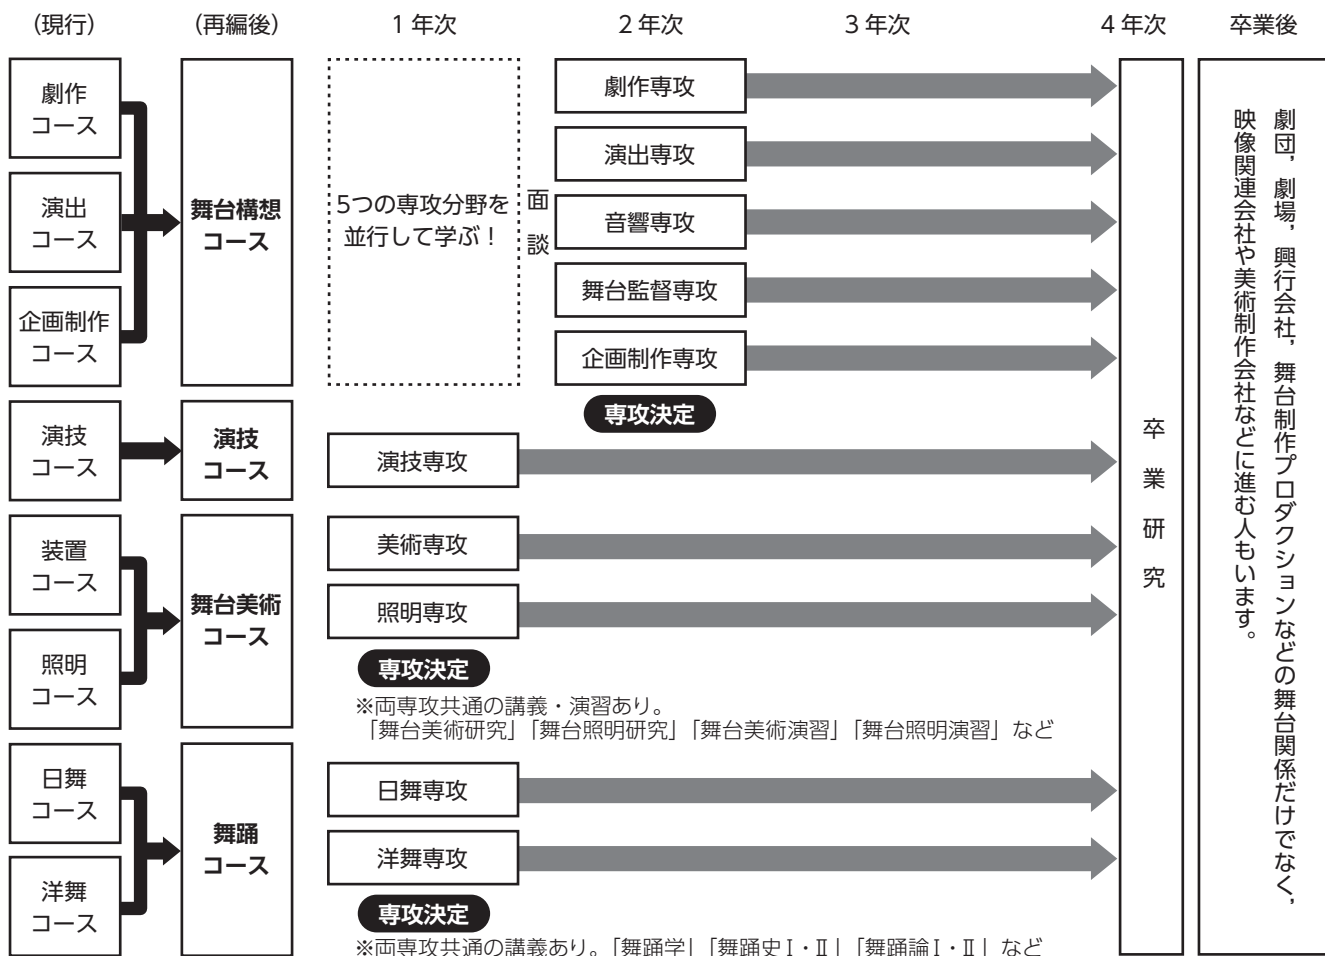 (現行)
(再編後)
1 年次
2 年次
3 年次
4 年次
卒業後
劇作
コース
演出
コース
企画制作
コース
舞台構想
コース
5つの専攻分野を
並行して学ぶ！
面談
劇作専攻
演出専攻
音響専攻
舞台監督専攻
企画制作専攻
専攻決定
演技
コース
演技
コース
演技専攻
装置
コース
照明
コース
舞台美術
コース
美術専攻
照明専攻
専攻決定
※両専攻共通の講義・演習あり。
「舞台美術研究」「舞台照明研究」「舞台美術演習」「舞台照明演習」など
日舞
コース
洋舞
コース
舞踊
コース
日舞専攻
洋舞専攻
専攻決定
※両専攻共通の講義あり。「舞踊学」「舞踊史Ⅰ・Ⅱ」「舞踊論Ⅰ・Ⅱ」など
卒業研究
劇団，劇場，興行会社，舞台制作プロダクションなどの舞台関係だけでなく，
映像関連会社や美術制作会社などに進む人もいます。